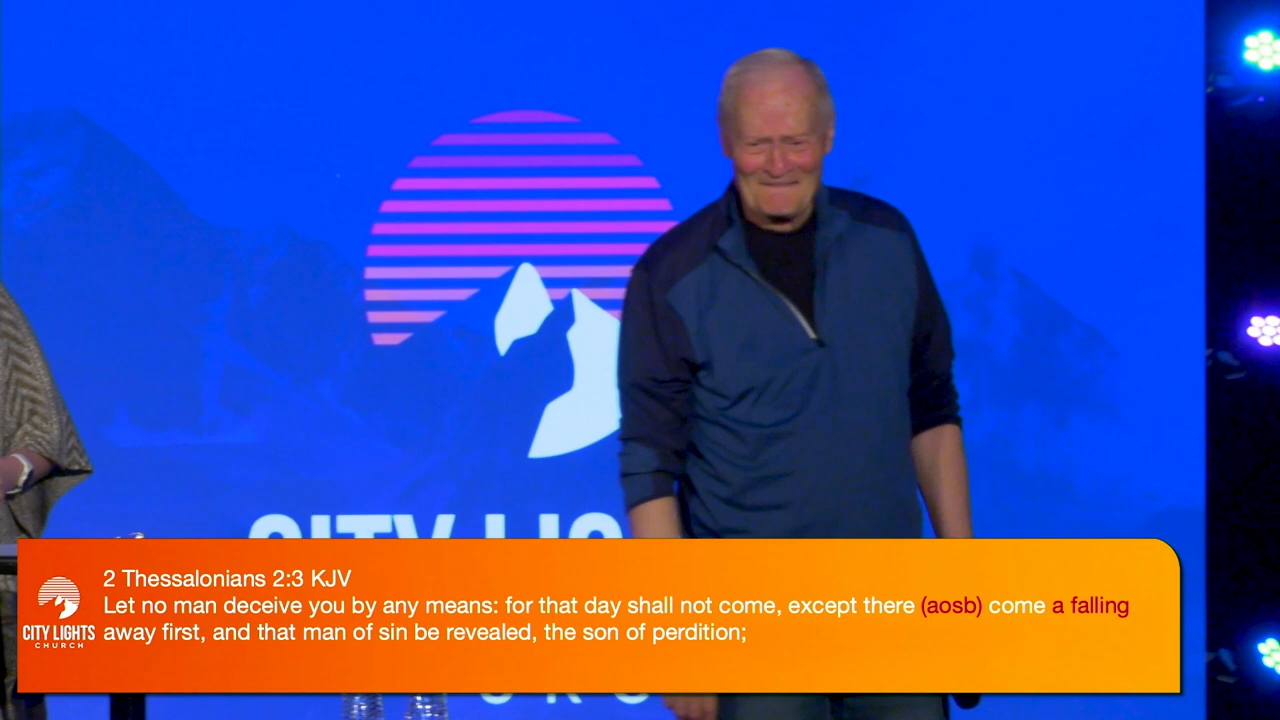 CITY LIG
2 Thessalonians 2:3 KJV
Let no man deceive you by any means: for that day shall not come, except there (aosb) come a falling
away first, and that man of sin be revealed, the son of perdition;
CITY LIGHTS
CHURCH